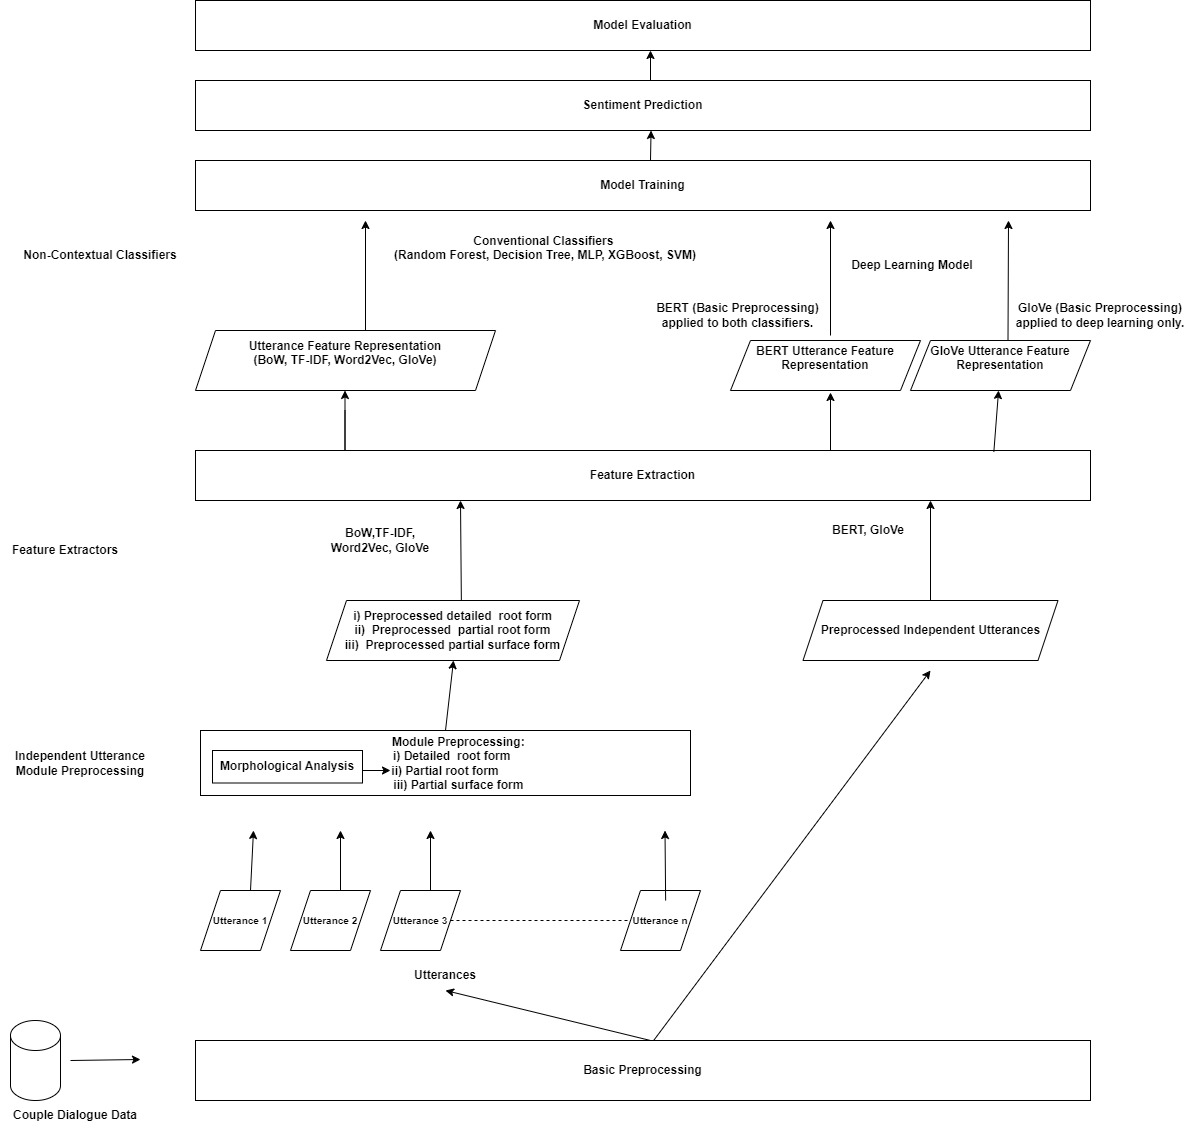 Model Evaluation
Sentiment Prediction
Model Training
Non-Contextual Classifiers
Conventional Classifiers
(Random Forest, Decision Tree, MLP, XGBoost, SVM)
Deep Learning Model
BERT (Basic Preprocessing)
applied to both classifiers.
GloVe (Basic Preprocessing)
applied to deep learning only.
Utterance Feature Representation
(BoW, TF-IDF, Word2Vec, GloVe)
BERT Utterance Feature
Representation
GloVe Utterance Feature
Representation
Feature Extraction
Feature Extractors
BoW,TF-IDF,
Word2Vec, GloVe
BERT, GloVe
i) Preprocessed detailed root form
ii) Preprocessed partial root form
iii) Preprocessed partial surface form
Preprocessed Independent Utterances
Independent Utterance
Module Preprocessing
Morphological Analysis
Module Preprocessing:
i) Detailed root form
ii) Partial root form
iii) Partial surface form
Utterance 1
Utterance 2
Utterance 3
Utterance n
Utterances
Basic Preprocessing
Couple Dialogue Data